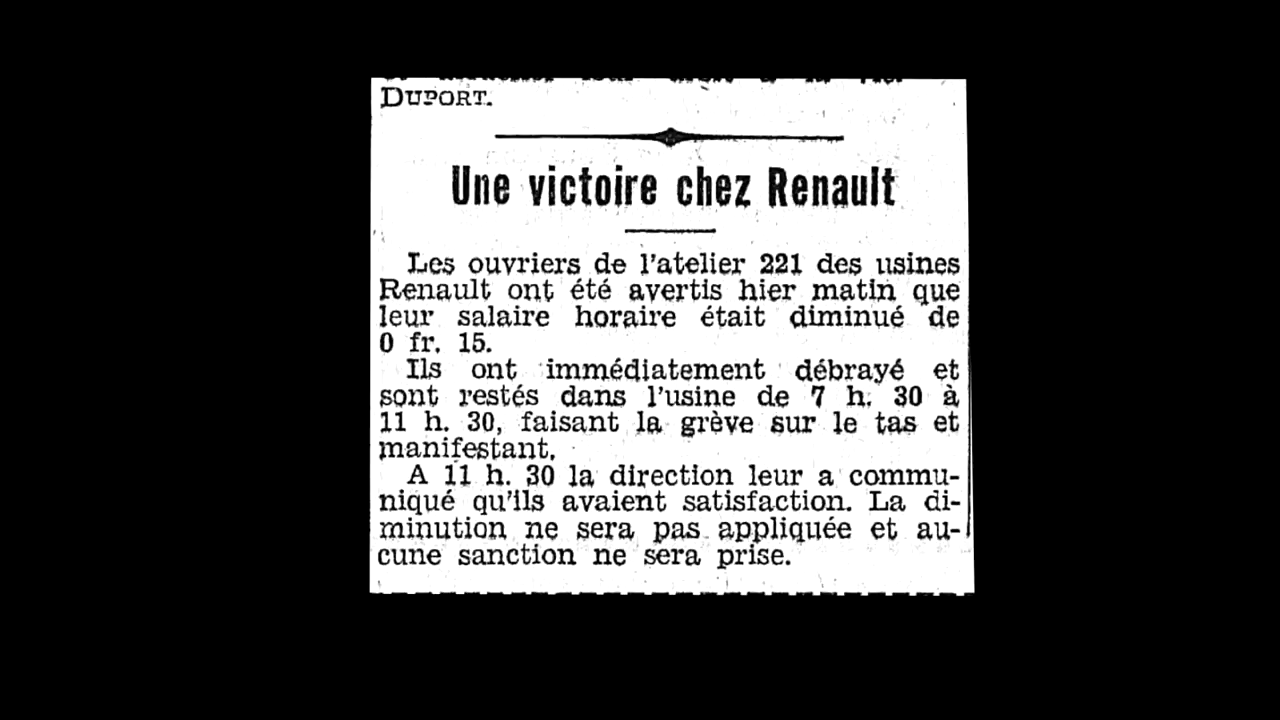 DUPORT.
Une victoire chez Renault
Les ouvriers de l'atelier 221 des usines
Renault ont été avertis hier matin que
leur salaire horaire était diminué de
0 fr. 15.
Ils ont immédiatement débrayé et
sont restés dans l'usine de 7 h. 30 à
11 h. 30, faisant la grève sur le tas et
manifestant.
A 11 h. 30 la direction leur a commu-
niqué qu'ils avaient satisfaction. La di-
minution ne sera pas appliquée et au-
cune sanction ne sera prise.